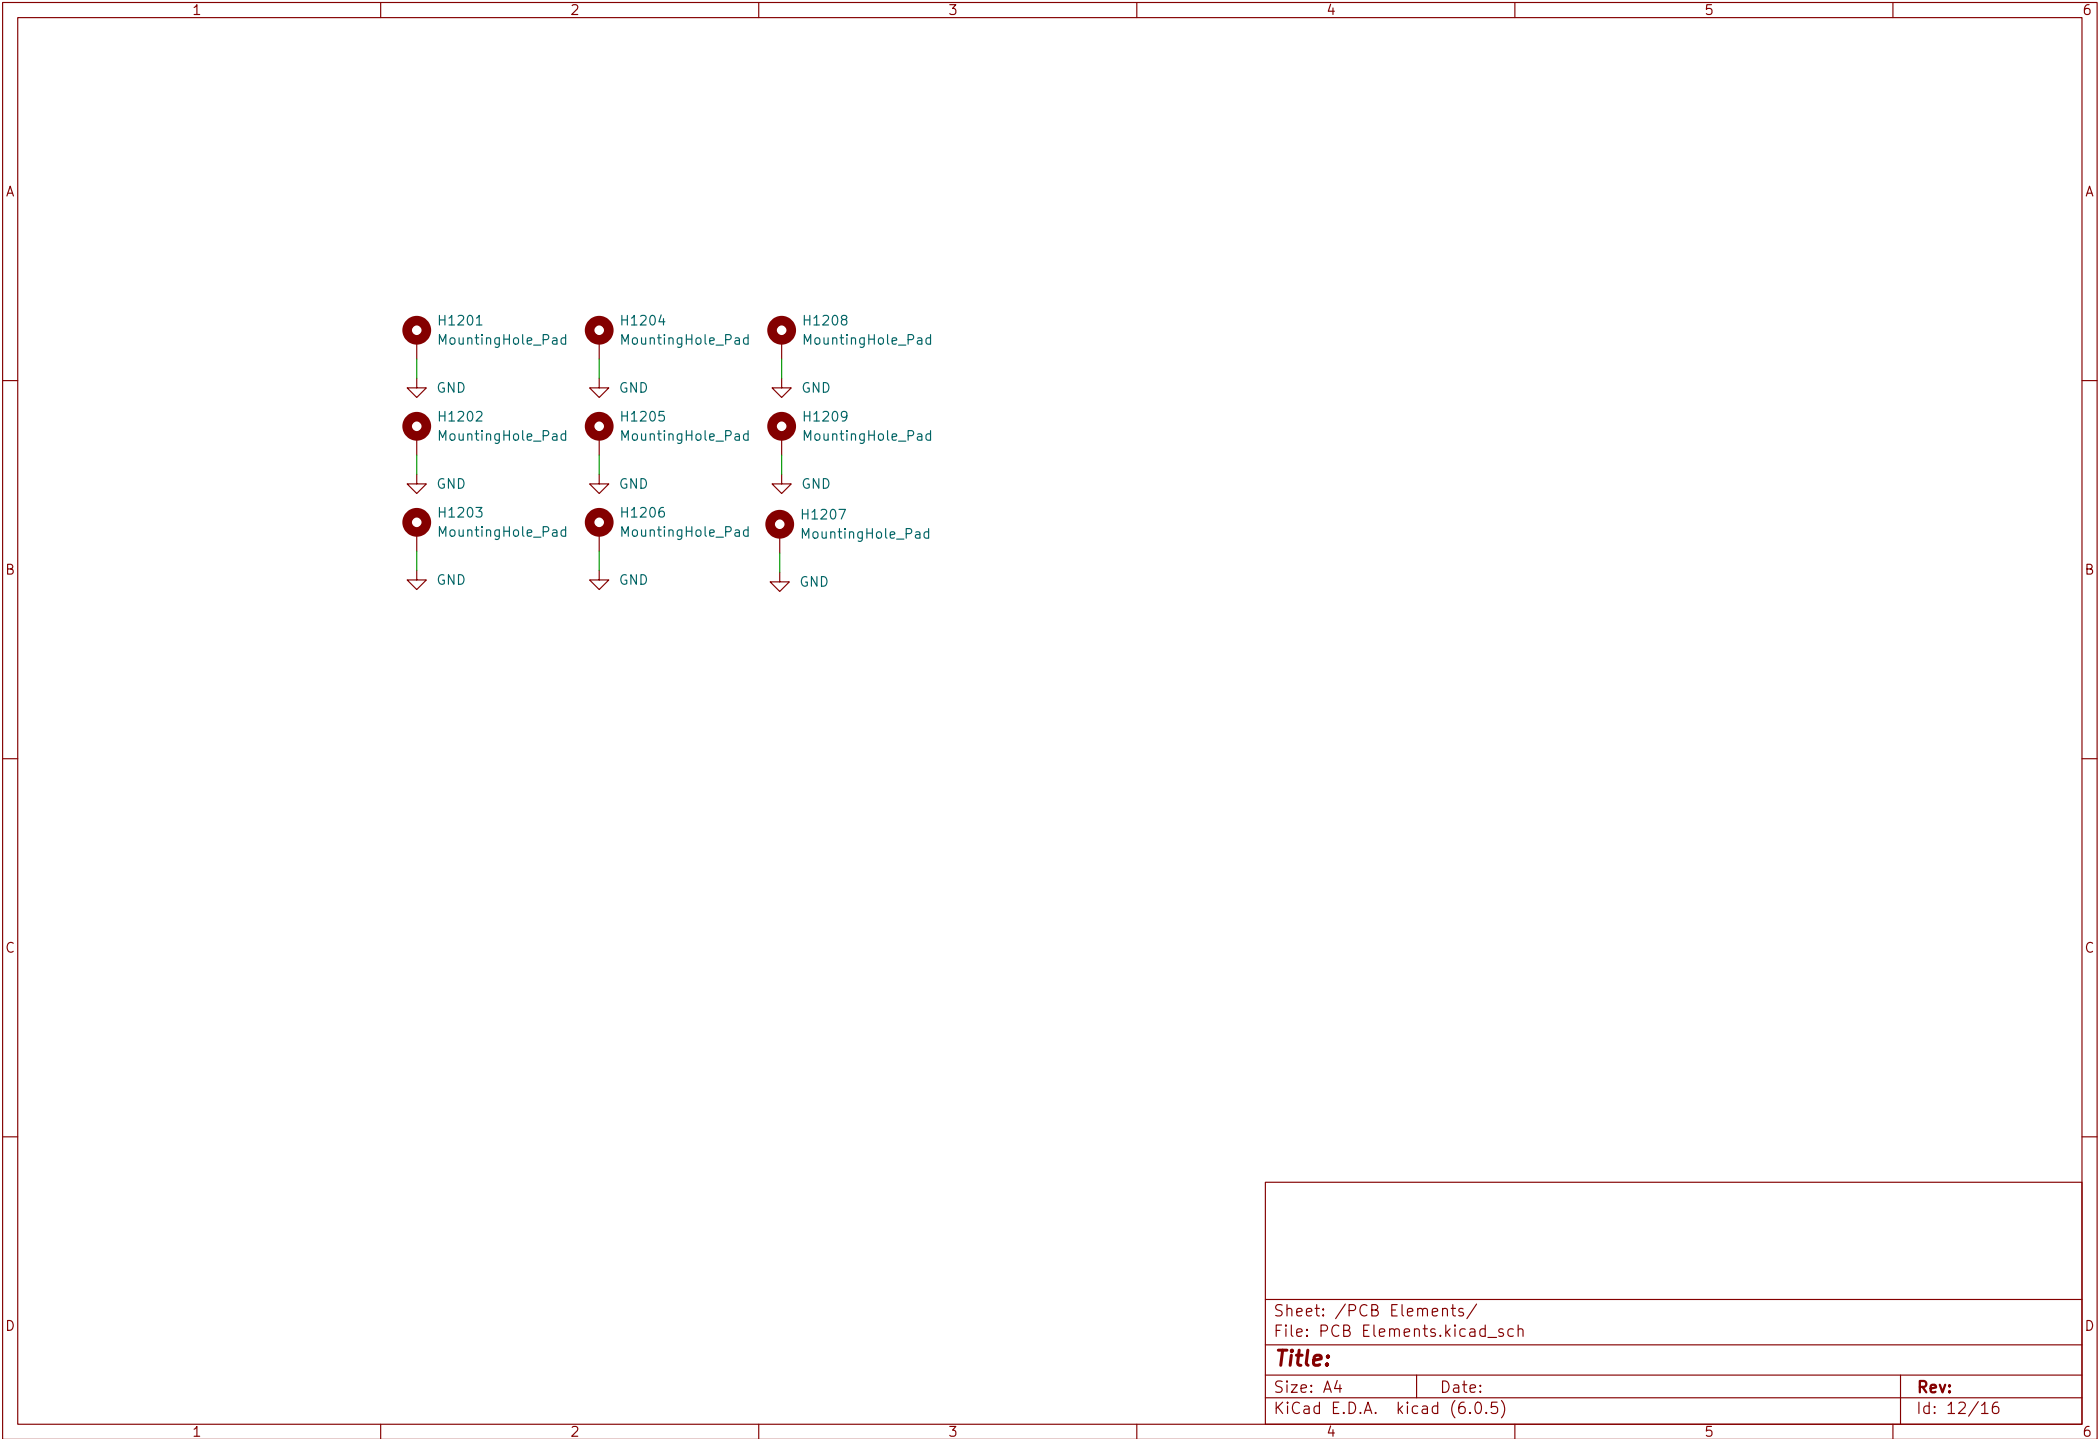 1 2 3 4 5 6
A A
H1201
MountingHole_Pad
GND
H1204
MountingHole_Pad
GND
H1208
MountingHole_Pad
GND
H1202
MountingHole_Pad
GND
H1205
MountingHole_Pad
GND
H1209
MountingHole_Pad
GND
H1203
MountingHole_Pad
GND
H1206
MountingHole_Pad
GND
H1207
MountingHole_Pad
GND
B B
C C
D D
Sheet: /PCB Elements/
File: PCB Elements.kicad_sch
Title:
Size: A4 Date: Rev:
KiCad E.D.A. kicad (6.0.5) Id: 12/16
1 2 3 4 5 6